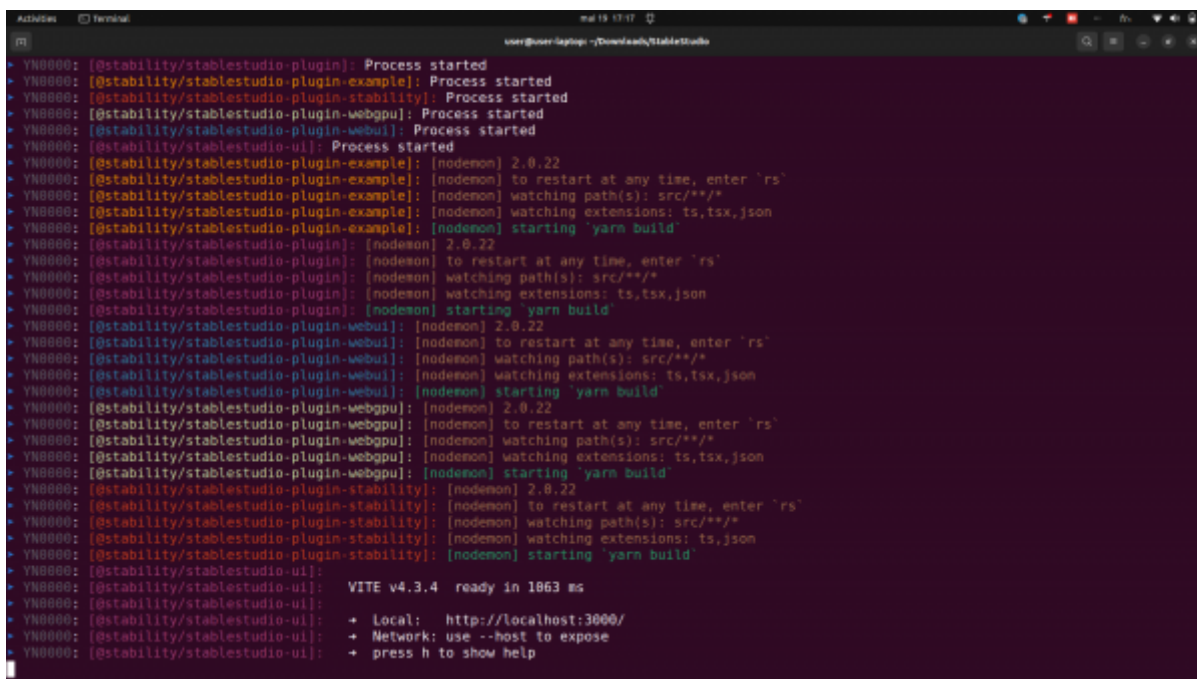 Activities Terminal mai 19 17:17 fr₁
user@user-laptop: ~/Downloads/StableStudio
YN0000: [@stability/stablestudio-plugin]: Process started
YN0000: [@stability/stablestudio-plugin-example]: Process started
YN0000: [@stability/stablestudio-plugin-stability]: Process started
YN0000: [@stability/stablestudio-plugin-webgpu]: Process started
YN0000: [@stability/stablestudio-plugin-webui]: Process started
YN0000: [@stability/stablestudio-ui]: Process started
YN0000: [@stability/stablestudio-plugin-example]: [nodemon] 2.0.22
YN0000: [@stability/stablestudio-plugin-example]: [nodemon] to restart at any time, enter `rs`
YN0000: [@stability/stablestudio-plugin-example]: [nodemon] watching path(s): src/**/*
YN0000: [@stability/stablestudio-plugin-example]: [nodemon] watching extensions: ts,tsx,json
YN0000: [@stability/stablestudio-plugin-example]: [nodemon] starting `yarn build`
YN0000: [@stability/stablestudio-plugin]: [nodemon] 2.0.22
YN0000: [@stability/stablestudio-plugin]: [nodemon] to restart at any time, enter `rs`
YN0000: [@stability/stablestudio-plugin]: [nodemon] watching path(s): src/**/*
YN0000: [@stability/stablestudio-plugin]: [nodemon] watching extensions: ts,tsx,json
YN0000: [@stability/stablestudio-plugin]: [nodemon] starting `yarn build`
YN0000: [@stability/stablestudio-plugin-webui]: [nodemon] 2.0.22
YN0000: [@stability/stablestudio-plugin-webui]: [nodemon] to restart at any time, enter `rs`
YN0000: [@stability/stablestudio-plugin-webui]: [nodemon] watching path(s): src/**/*
YN0000: [@stability/stablestudio-plugin-webui]: [nodemon] watching extensions: ts,tsx,json
YN0000: [@stability/stablestudio-plugin-webui]: [nodemon] starting `yarn build`
YN0000: [@stability/stablestudio-plugin-webgpu]: [nodemon] 2.0.22
YN0000: [@stability/stablestudio-plugin-webgpu]: [nodemon] to restart at any time, enter `rs`
YN0000: [@stability/stablestudio-plugin-webgpu]: [nodemon] watching path(s): src/**/*
YN0000: [@stability/stablestudio-plugin-webgpu]: [nodemon] watching extensions: ts,tsx,json
YN0000: [@stability/stablestudio-plugin-webgpu]: [nodemon] starting `yarn build`
YN0000: [@stability/stablestudio-plugin-stability]: [nodemon] 2.0.22
YN0000: [@stability/stablestudio-plugin-stability]: [nodemon] to restart at any time, enter `rs`
YN0000: [@stability/stablestudio-plugin-stability]: [nodemon] watching path(s): src/**/*
YN0000: [@stability/stablestudio-plugin-stability]: [nodemon] watching extensions: ts,json
YN0000: [@stability/stablestudio-plugin-stability]: [nodemon] starting `yarn build`
YN0000: [@stability/stablestudio-ui]:
YN0000: [@stability/stablestudio-ui]: VITE v4.3.4 ready in 1063 ms
YN0000: [@stability/stablestudio-ui]:
YN0000: [@stability/stablestudio-ui]: ➜ Local: http://localhost:3000/
YN0000: [@stability/stablestudio-ui]: ➜ Network: use --host to expose
YN0000: [@stability/stablestudio-ui]: ➜ press h to show help